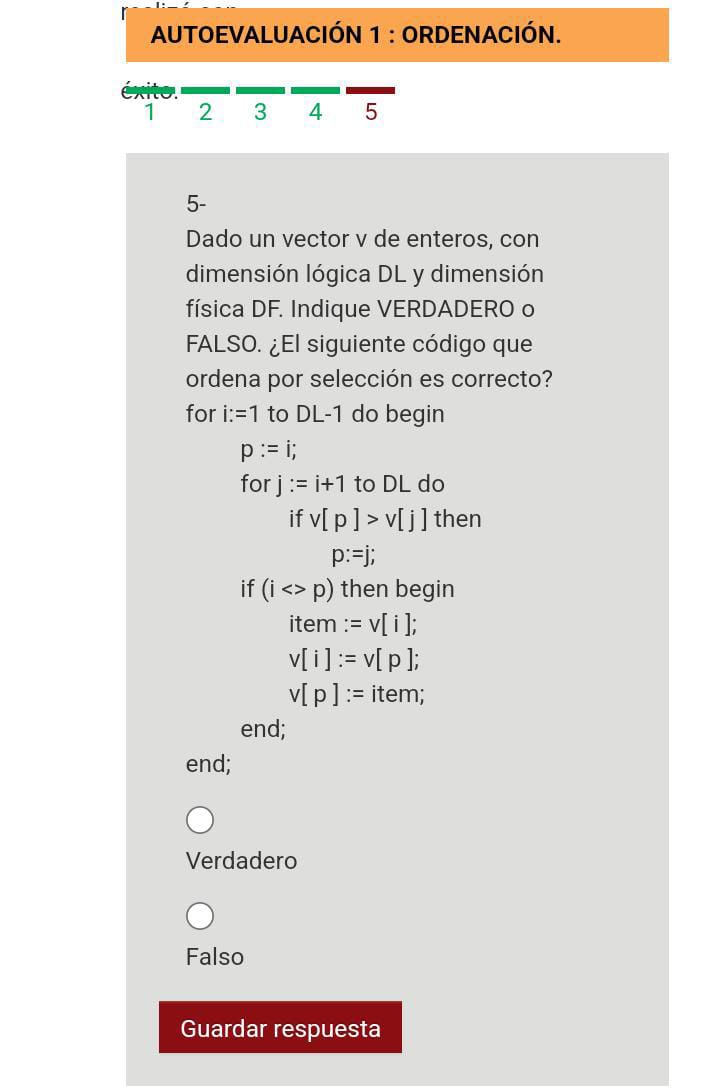 AUTOEVALUACIÓN 1 : ORDENACIÓN.
éxito.
1 2 3 4 5
5-
Dado un vector v de enteros, con
dimensión lógica DL y dimensión
física DF. Indique VERDADERO o
FALSO. ¿El siguiente código que
ordena por selección es correcto?
for i:=1 to DL-1 do begin
p := i;
for j := i+1 to DL do
if v[ p ] > v[ j ] then
p:=j;
if (i <> p) then begin
item := v[ i ];
v[ i ] := v[ p ];
v[ p ] := item;
end;
end;
Verdadero
Falso
Guardar respuesta